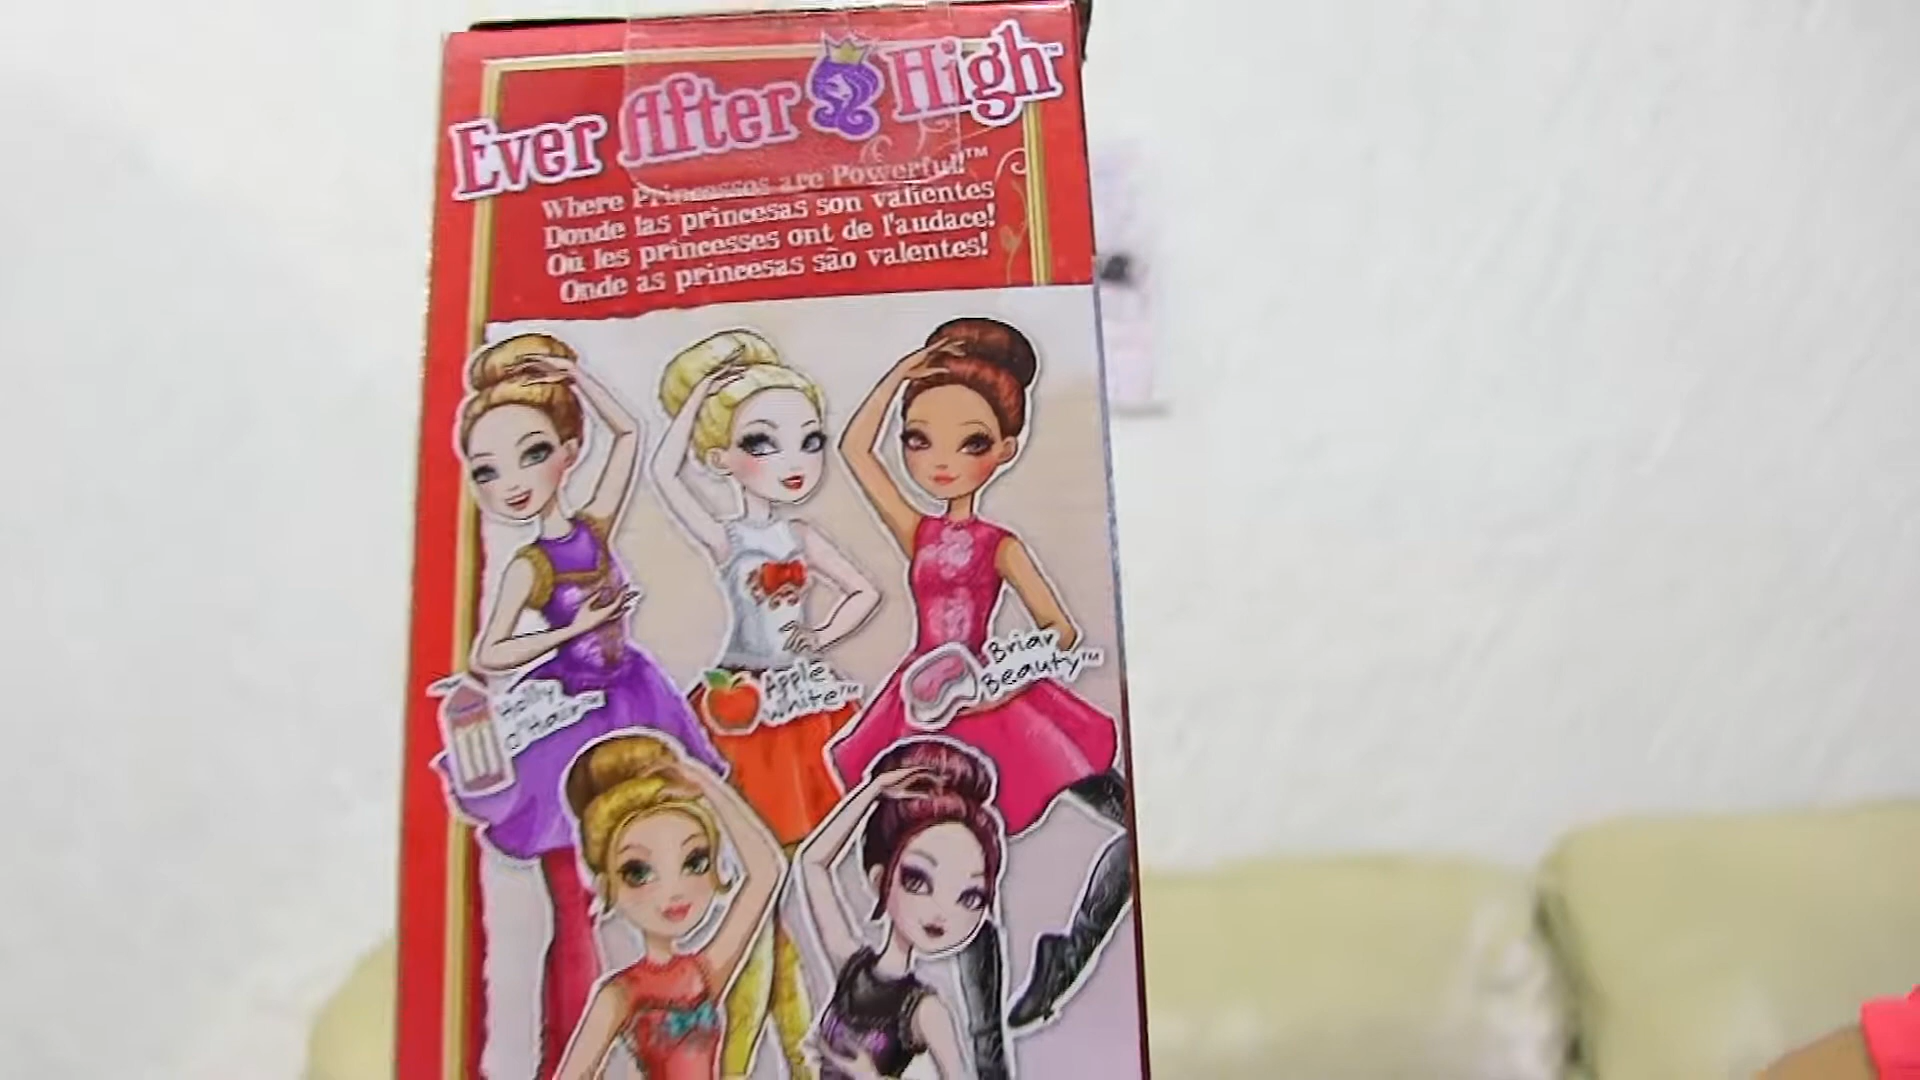 Ever After High™
Where Princesses are Powerful!™
Donde las princesas son valientes
Où les princesses ont de l'audace!
Onde as princesas são valentes!
Holly
O'Hair™
Apple
White™
Briar
Beauty™